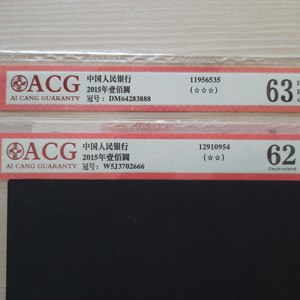 ACG
AI CANG GUARANTY
中国人民银行
2015年壹佰圆
冠号: DM64283888
11956535
(☆☆☆)
63
ACG
AI CANG GUARANTY
中国人民银行
2015年壹佰圆
冠号: W5J3702666
12910954
(☆☆)
62
Uncirculated